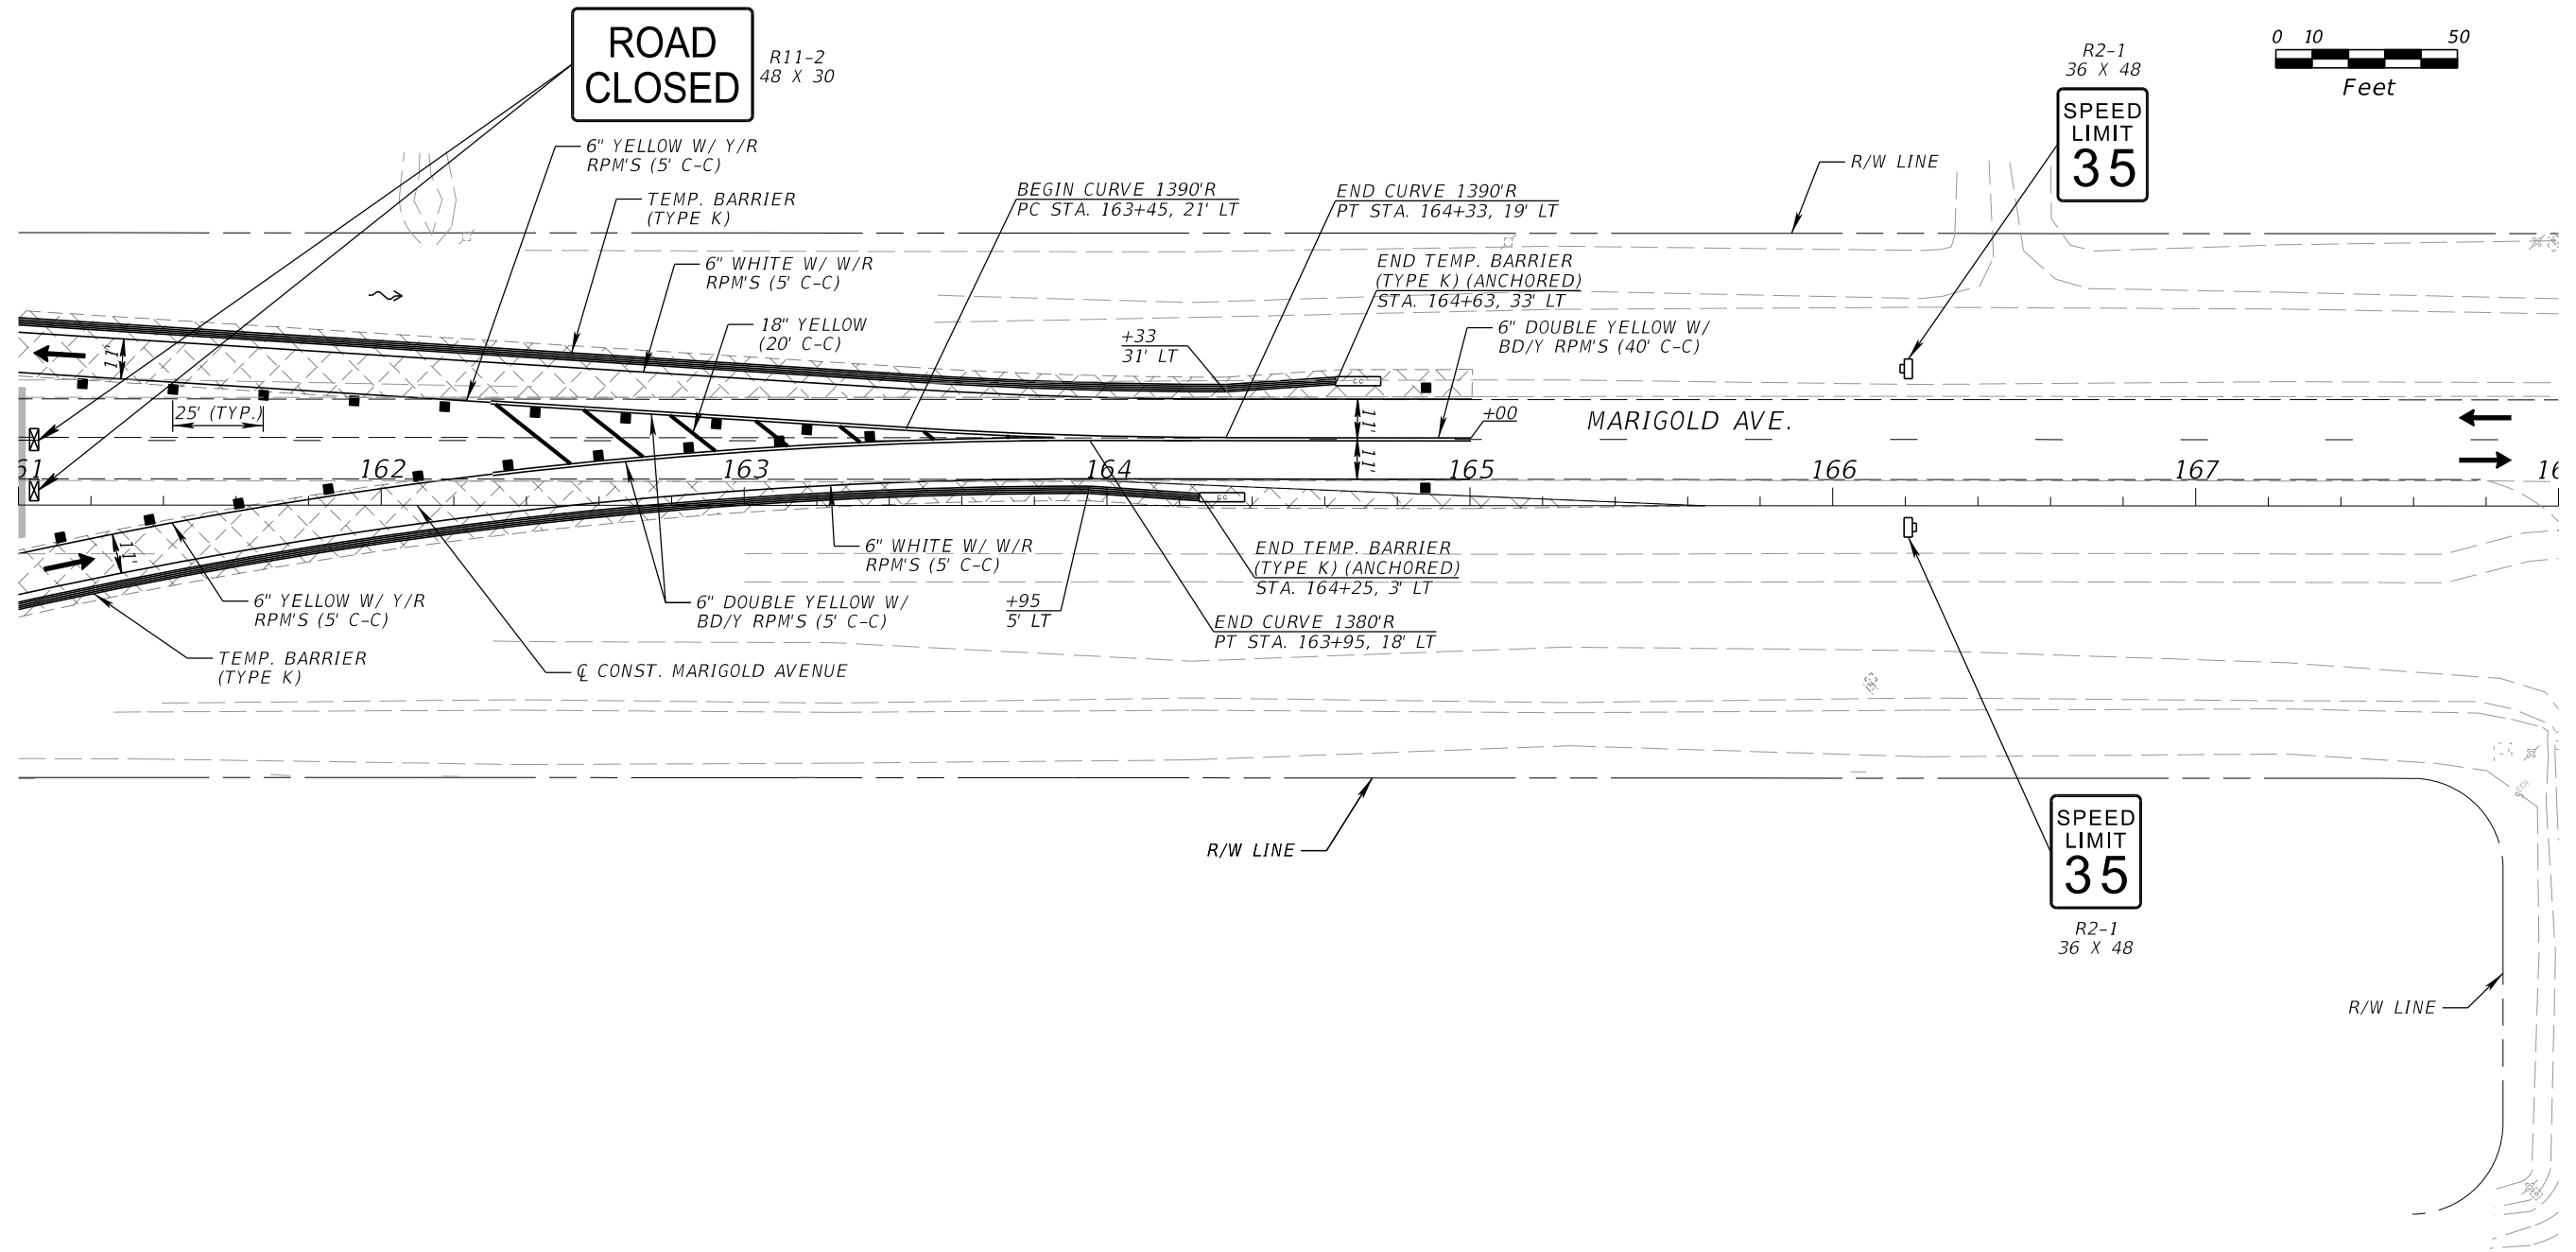 ROAD
CLOSED
R11-2
48 X 30
0 10 50
Feet
R2-1
36 X 48
SPEED
LIMIT
35
6" YELLOW W/ Y/R
RPM'S (5' C-C)
TEMP. BARRIER
(TYPE K)
R/W LINE
BEGIN CURVE 1390'R
PC STA. 163+45, 21' LT
END CURVE 1390'R
PT STA. 164+33, 19' LT
6" WHITE W/ W/R
RPM'S (5' C-C)
END TEMP. BARRIER
(TYPE K) (ANCHORED)
STA. 164+63, 33' LT
18" YELLOW
(20' C-C)
+33
31' LT
6" DOUBLE YELLOW W/
BD/Y RPM'S (40' C-C)
11'
25' (TYP.)
11'
+00
MARIGOLD AVE.
11'
61 162 163 164 165 166 167 16
11'
6" WHITE W/ W/R
RPM'S (5' C-C)
END TEMP. BARRIER
(TYPE K) (ANCHORED)
STA. 164+25, 3' LT
6" YELLOW W/ Y/R
RPM'S (5' C-C)
6" DOUBLE YELLOW W/
BD/Y RPM'S (5' C-C)
+95
5' LT
END CURVE 1380'R
PT STA. 163+95, 18' LT
TEMP. BARRIER
(TYPE K)
℄ CONST. MARIGOLD AVENUE
R/W LINE
SPEED
LIMIT
35
R2-1
36 X 48
R/W LINE